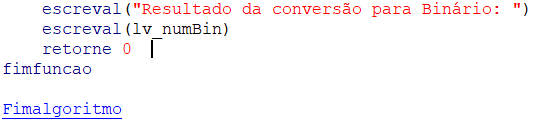 escreval("Resultado da conversão para Binário: ")
escreval(lv_numBin)
retorne 0
fimfuncao
Fimalgoritmo